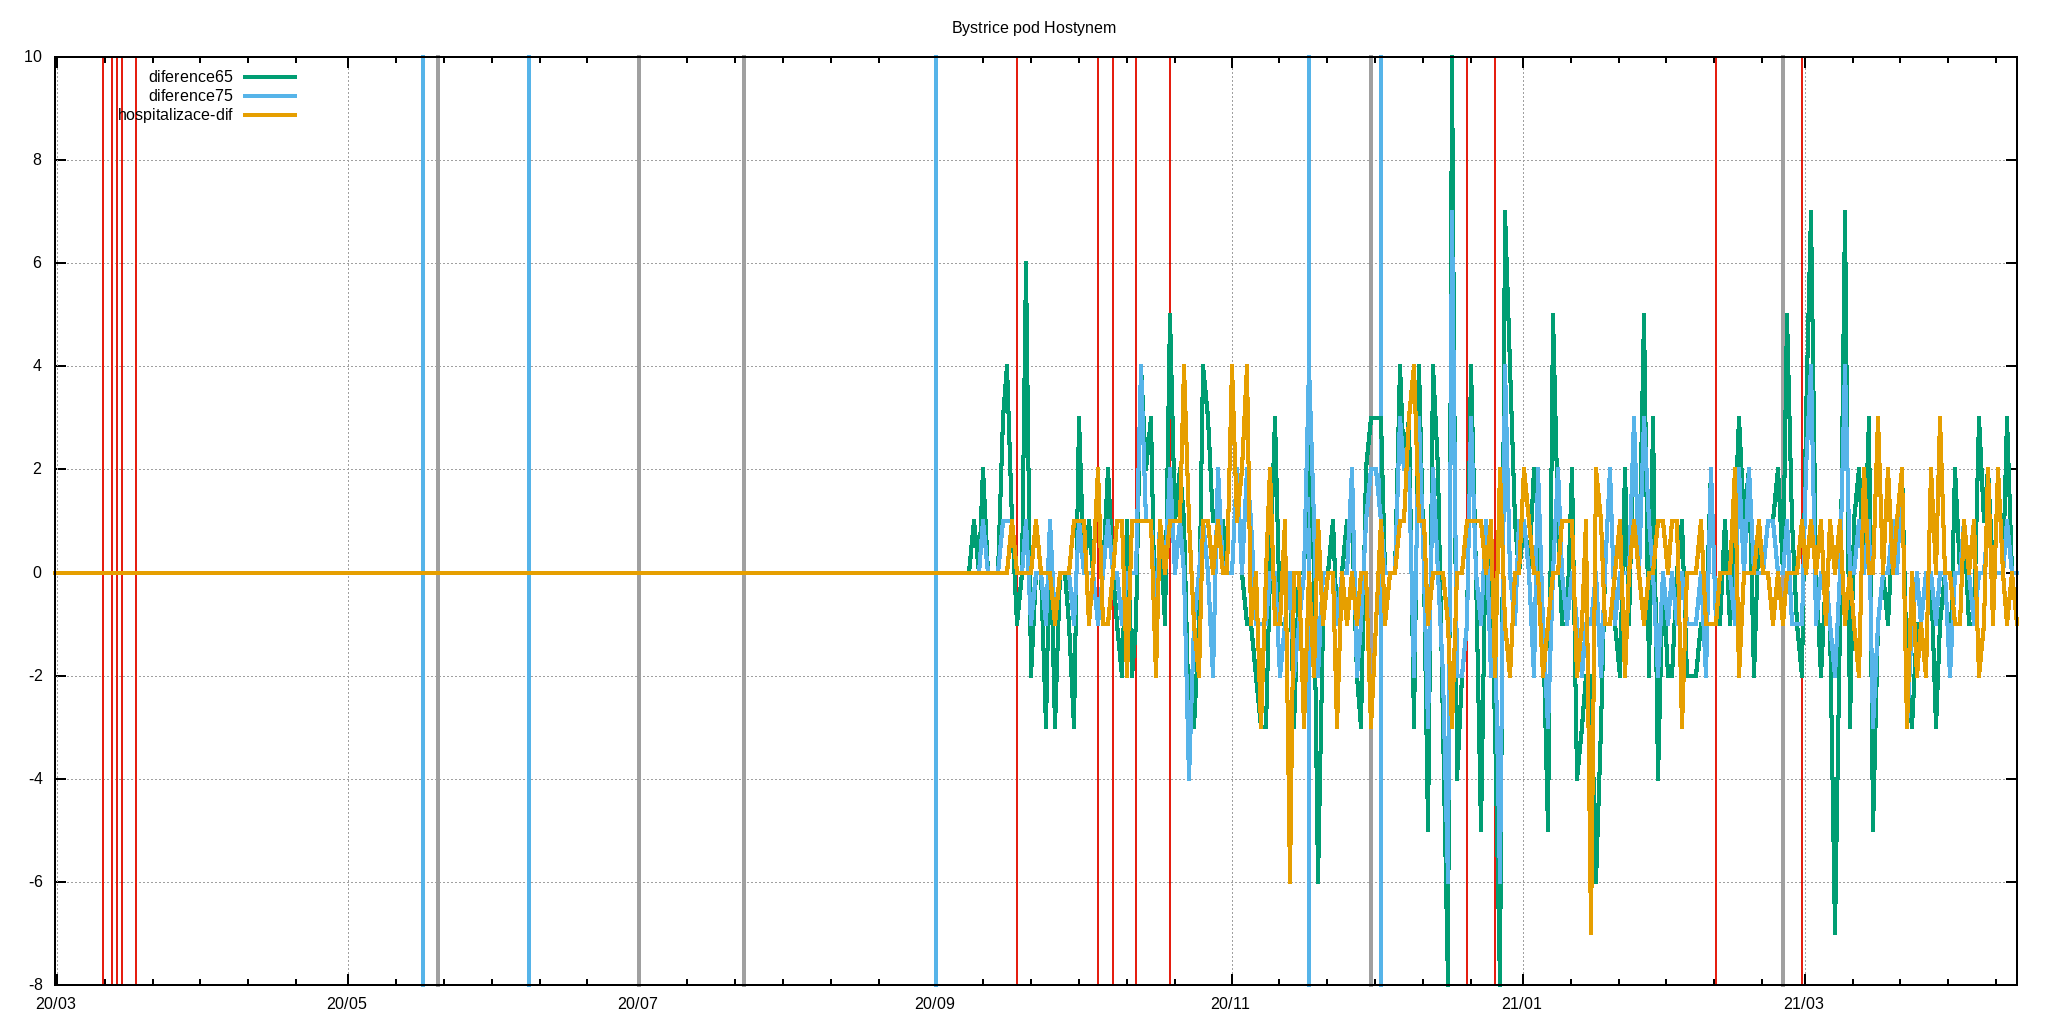 Bystrice pod Hostynem
10
diference65
diference75
hospitalizace-dif
8
6
4
2
0
-2
-4
-6
-8
20/03 20/05 20/07 20/09 20/11 21/01 21/03